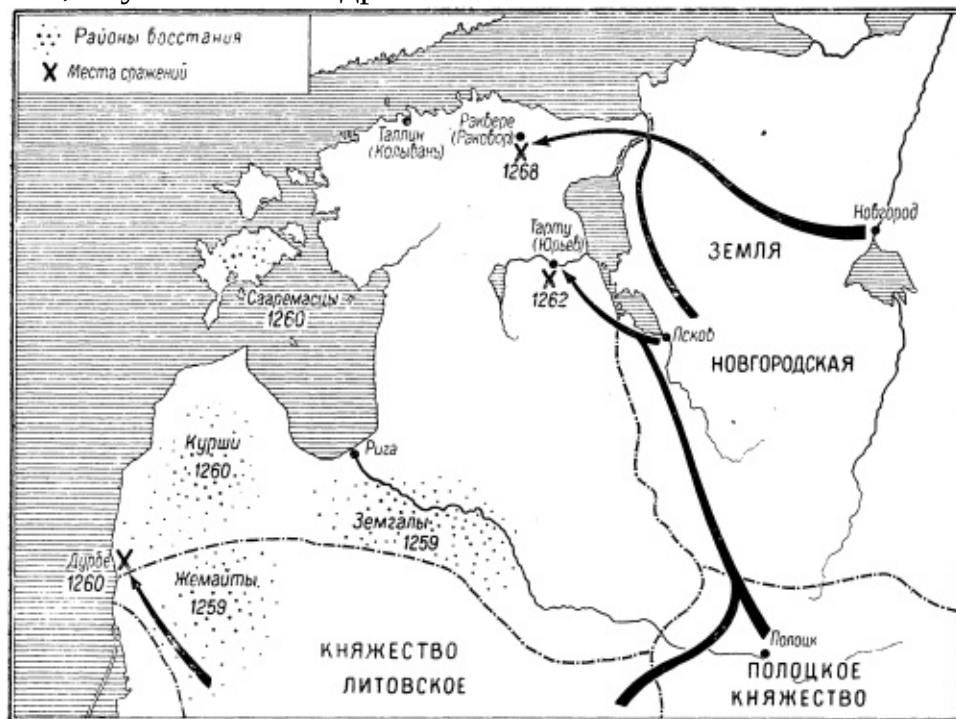 Районы восстания
Места сражений
Таллин
(Колывань)
Раквере
(Раковор)
1268
Новгород
Тарту
(Юрьев)
1262
ЗЕМЛЯ
Сааремасцы
1260
Псков
НОВГОРОДСКАЯ
Курши
1260
Рига
Земгалы
1259
Дурбе
1260
Жемайты
1259
КНЯЖЕСТВО
ЛИТОВСКОЕ
Полоцк
ПОЛОЦКОЕ
КНЯЖЕСТВО